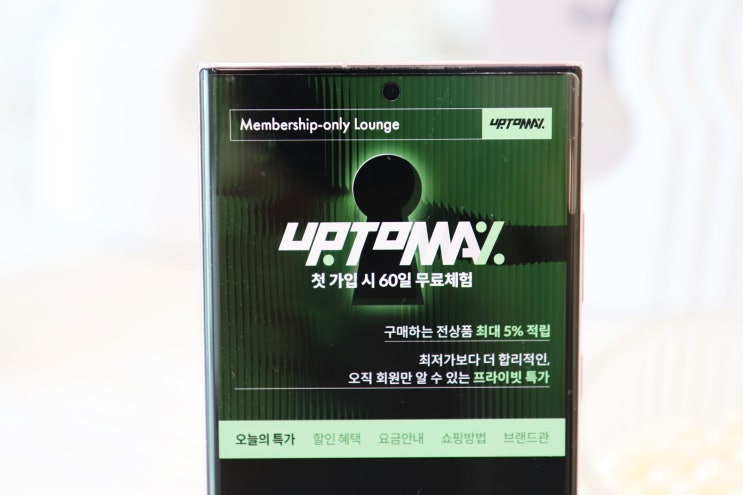 Membership-only Lounge UPTOMAX.
UPTOMAX.
첫 가입 시 60일 무료체험
구매하는 전상품 최대 5% 적립
최저가보다 더 합리적인,
오직 회원만 알 수 있는 프라이빗 특가
오늘의 특가 할인 혜택 요금안내 쇼핑방법 브랜드관